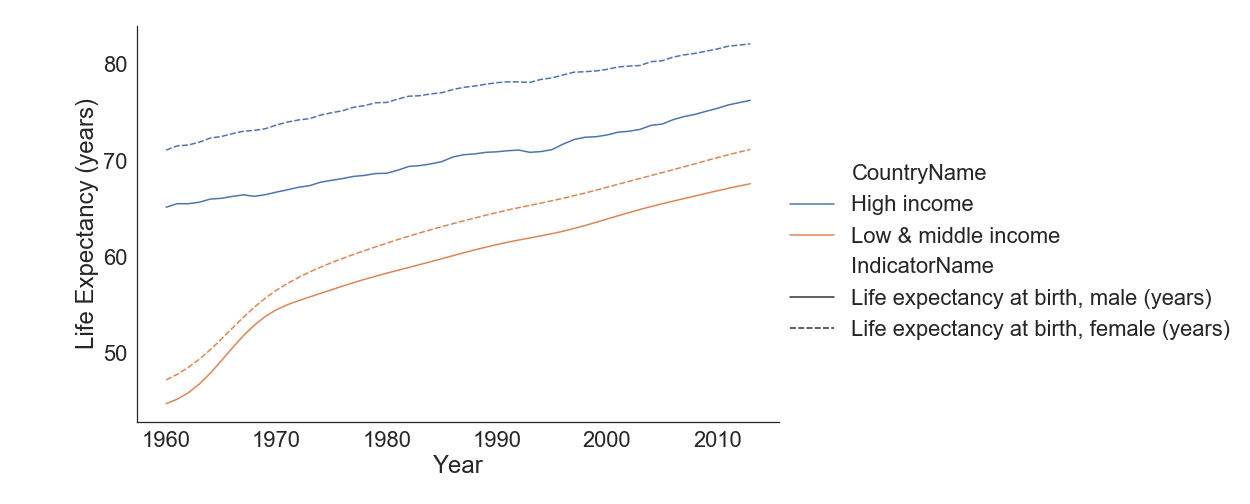 80
70
60
50
Life Expectancy (years)
1960 1970 1980 1990 2000 2010
Year
CountryName
High income
Low & middle income
IndicatorName
Life expectancy at birth, male (years)
Life expectancy at birth, female (years)